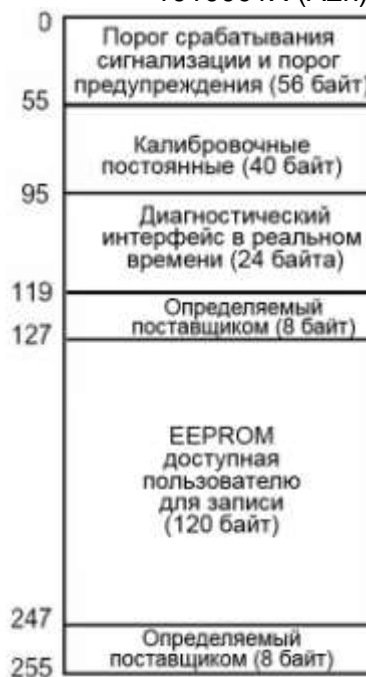 0
Порог срабатывания
сигнализации и порог
предупреждения (56 байт)
55
Калибровочные
постоянные (40 байт)
95
Диагностический
интерфейс в реальном
времени (24 байта)
119
Определяемый
поставщиком (8 байт)
127
EEPROM
доступная
пользователю
для записи
(120 байт)
247
Определяемый
поставщиком (8 байт)
255